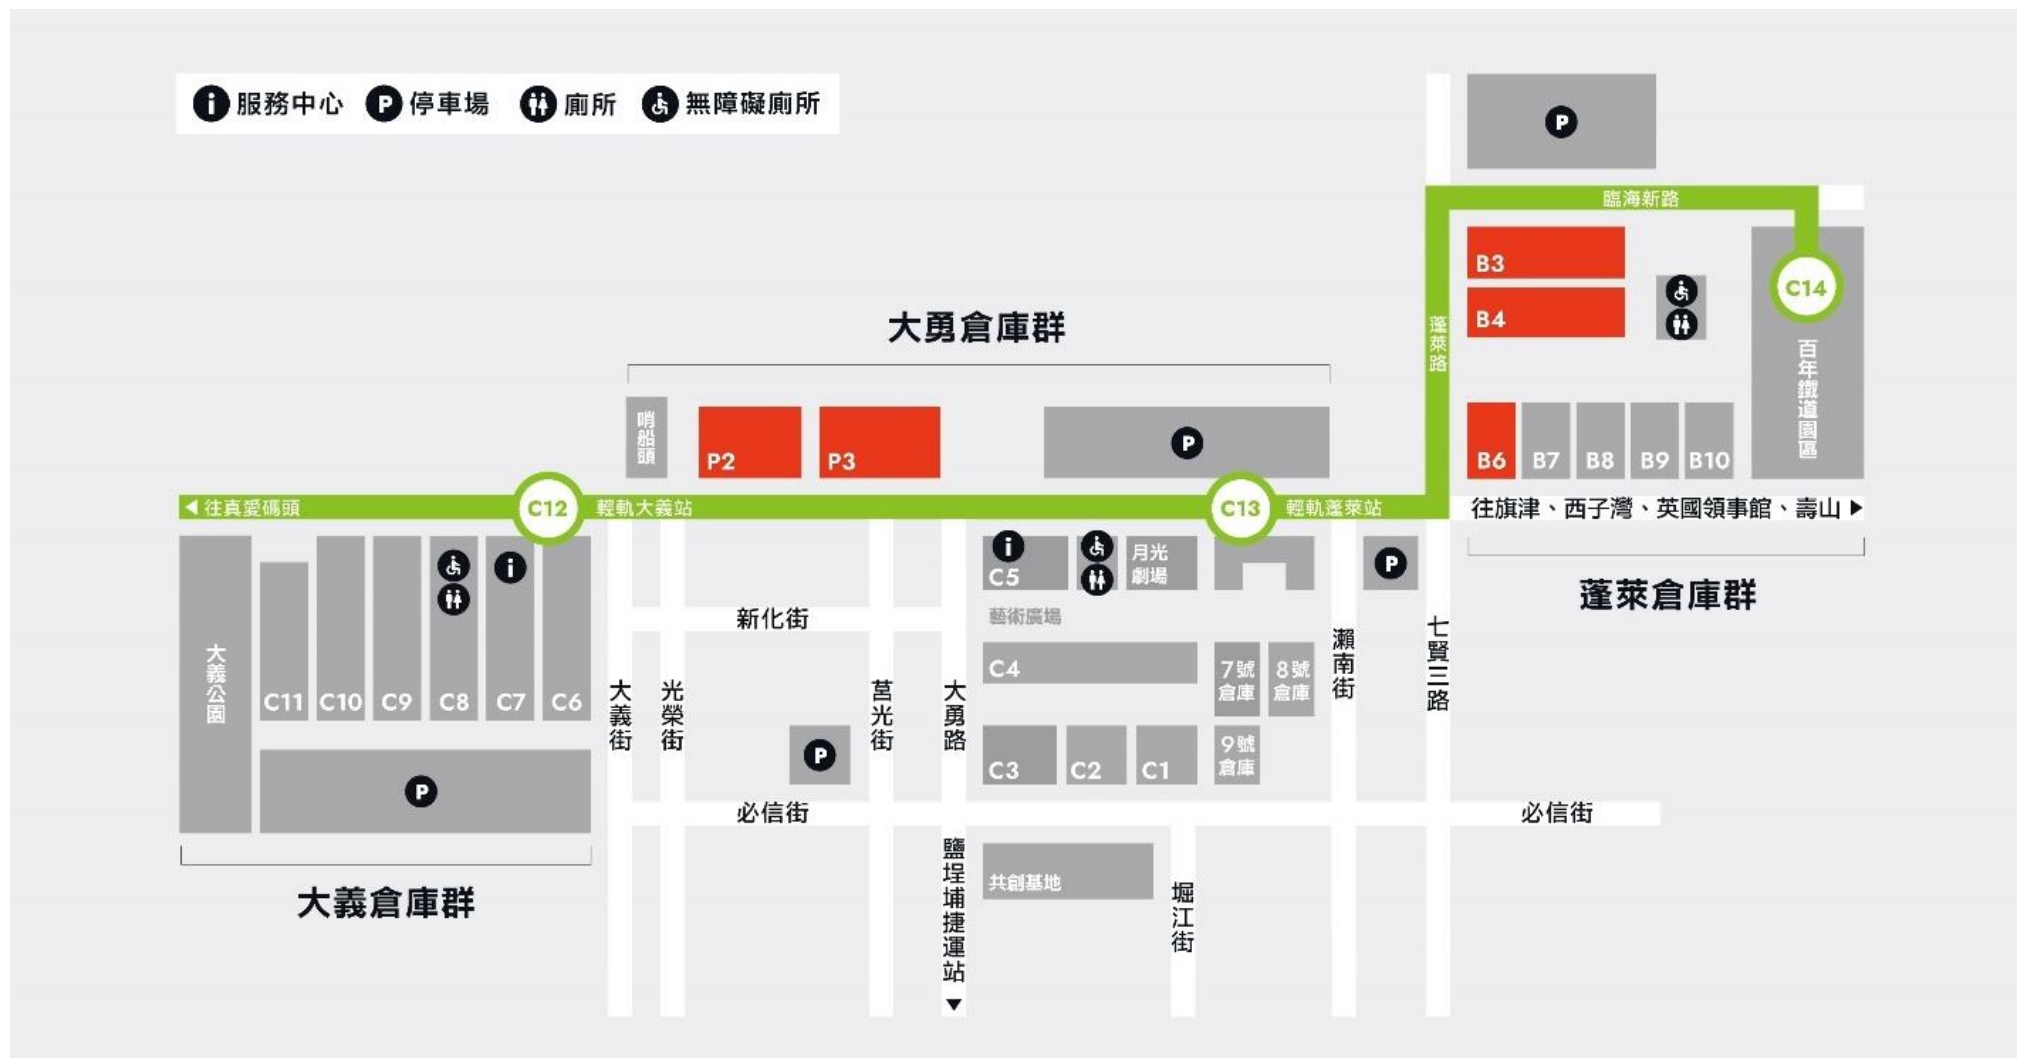 i 服務中心 P 停車場 廁所 無障礙廁所
P
臨海新路
B3
B4
C14
百年鐵道園區
蓬萊路
大勇倉庫群
哨船頭
P2
P3
P
B6
B7
B8
B9
B10
往真愛碼頭
C12
輕軌大義站
C13
輕軌蓬萊站
往旗津、西子灣、英國領事館、壽山
蓬萊倉庫群
大義公園
C11
C10
C9
C8
i
C7
C6
P
大義倉庫群
大義街
光榮街
新化街
莒光街
大勇路
P
必信街
i
C5
月光
劇場
藝術廣場
C4
7號
倉庫
8號
倉庫
C3
C2
C1
9號
倉庫
瀨南街
P
七賢三路
必信街
鹽埕埔捷運站
共創基地
堀江街